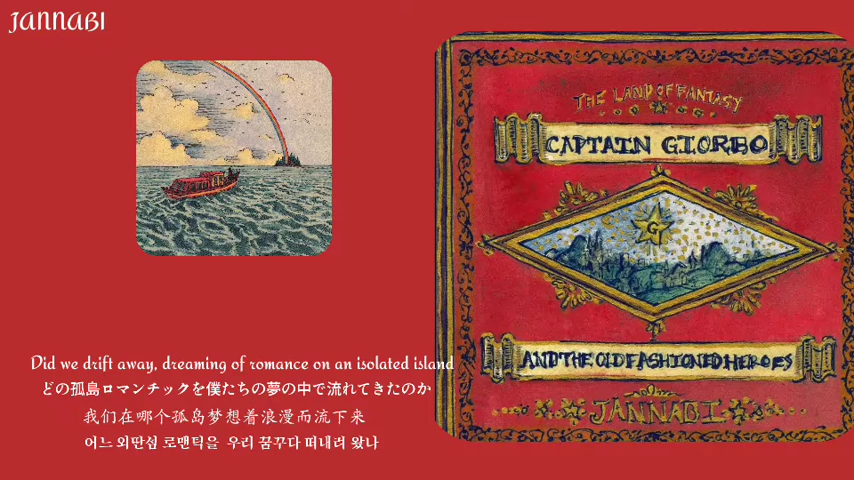 JANNABI
THE LAND OF FANTASY
CAPTAIN G.I.ORBO
G
AND THE OLD FASHIONED HEROES
JANNABI
Did we drift away, dreaming of romance on an isolated island
どの孤島ロマンチックを僕たちの夢の中で流れてきたのか
我们在哪个孤岛梦想着浪漫而流下来
어느 외딴섬 로맨틱을 우리 꿈꾸다 떠내려 왔나